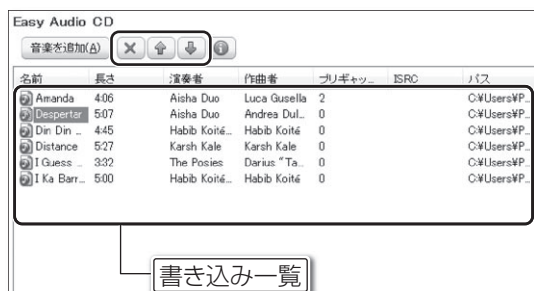 Easy Audio CD
音楽を追加(A)
名前 長さ 演奏者 作曲者 プリギャッ... ISRC パス
Amanda 4:06 Aisha Duo Luca Gusella 2 C:¥Users¥P...
Despertar 5:07 Aisha Duo Andrea Dul... 0 C:¥Users¥P...
Din Din ... 4:45 Habib Koité... Habib Koité 0 C:¥Users¥P...
Distance 5:27 Karsh Kale Karsh Kale 0 C:¥Users¥P...
I Guess ... 3:32 The Posies Darius "Ta... 0 C:¥Users¥P...
I Ka Barr... 5:00 Habib Koité... Habib Koité 0 C:¥Users¥P...
書き込み一覧